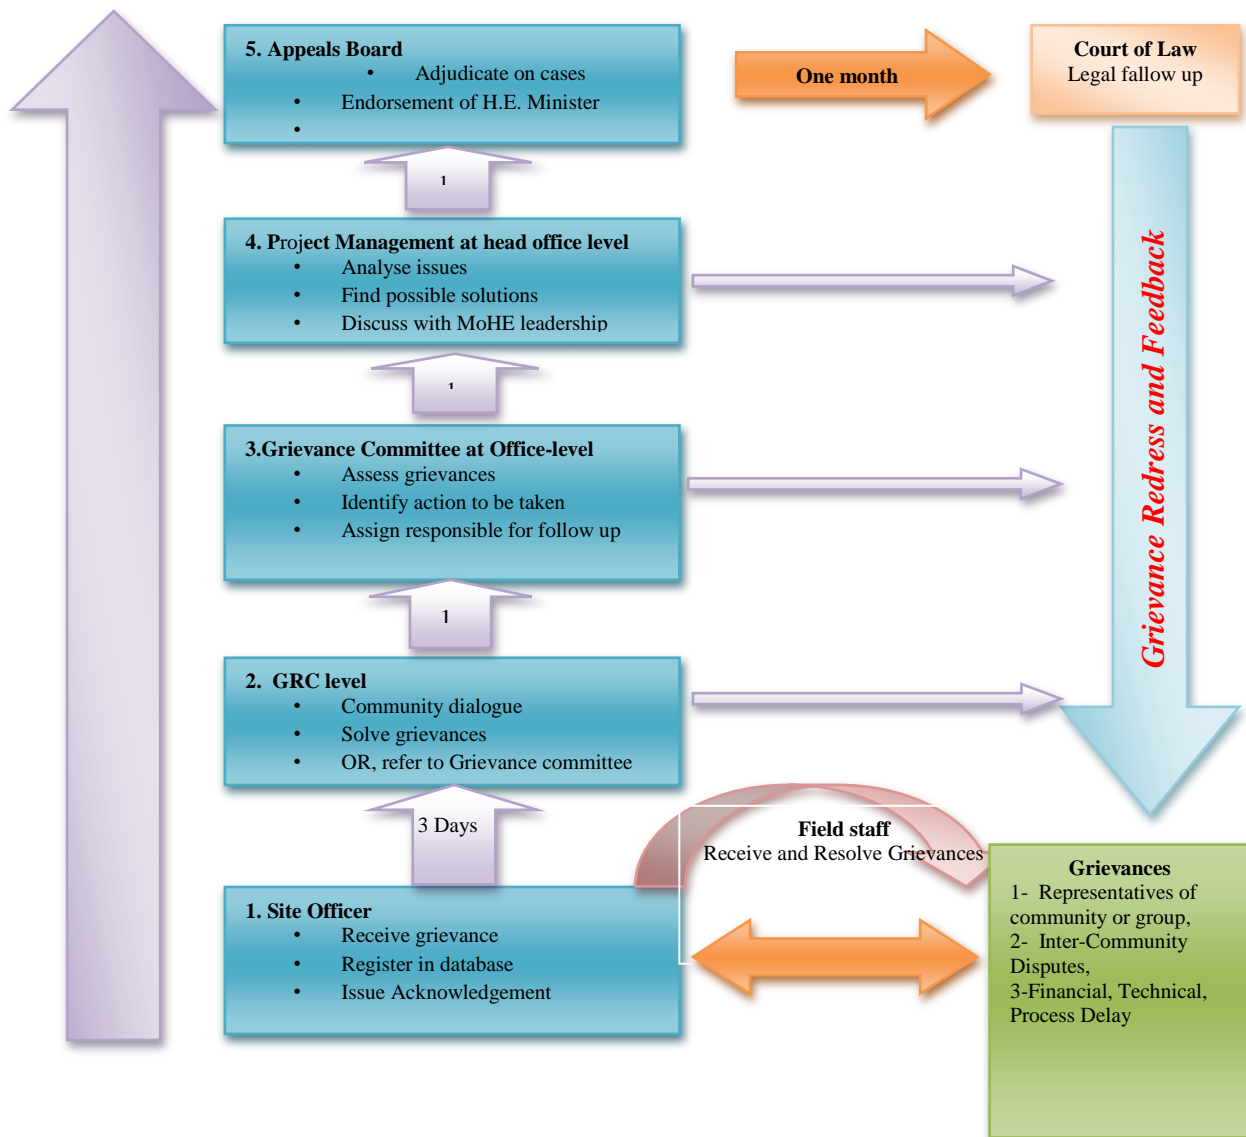 5. Appeals Board
• Adjudicate on cases
• Endorsement of H.E. Minister
•
One month
Court of Law
Legal fallow up
1
4. Project Management at head office level
• Analyse issues
• Find possible solutions
• Discuss with MoHE leadership
1
3.Grievance Committee at Office-level
• Assess grievances
• Identify action to be taken
• Assign responsible for follow up
1
2. GRC level
• Community dialogue
• Solve grievances
• OR, refer to Grievance committee
Grievance Redress and Feedback
3 Days
Field staff
Receive and Resolve Grievances
1. Site Officer
• Receive grievance
• Register in database
• Issue Acknowledgement
Grievances
1- Representatives of
community or group,
2- Inter-Community
Disputes,
3-Financial, Technical,
Process Delay